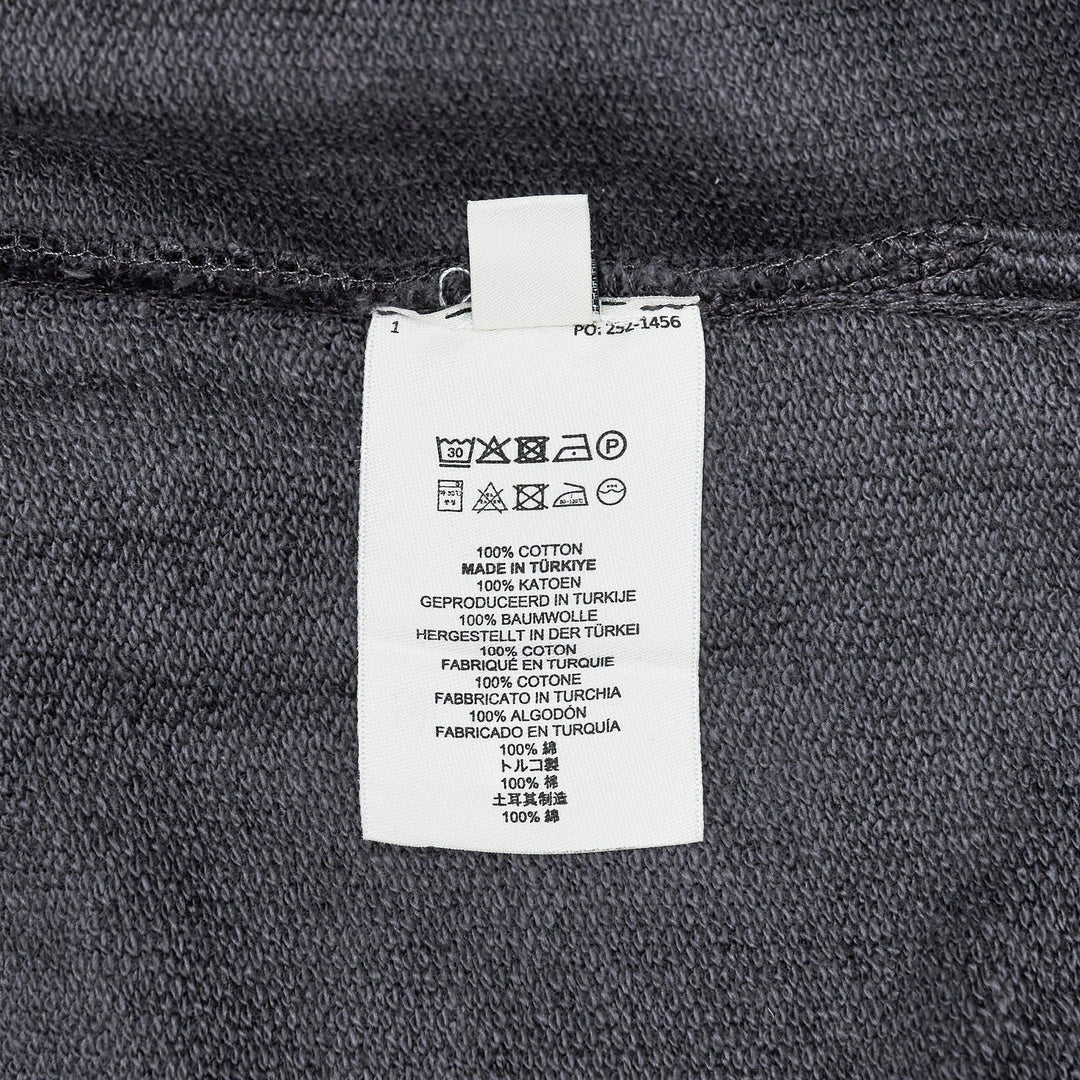 1
PO: 252-1456
30
P
100% COTTON
MADE IN TÜRKIYE
100% KATOEN
GEPRODUCEERD IN TURKIJE
100% BAUMWOLLE
HERGESTELLT IN DER TÜRKEI
100% COTON
FABRIQUÉ EN TURQUIE
100% COTONE
FABBRICATO IN TURCHIA
100% ALGODÓN
FABRICADO EN TURQUÍA
100% 綿
トルコ製
100% 棉
土耳其制造
100% 綿